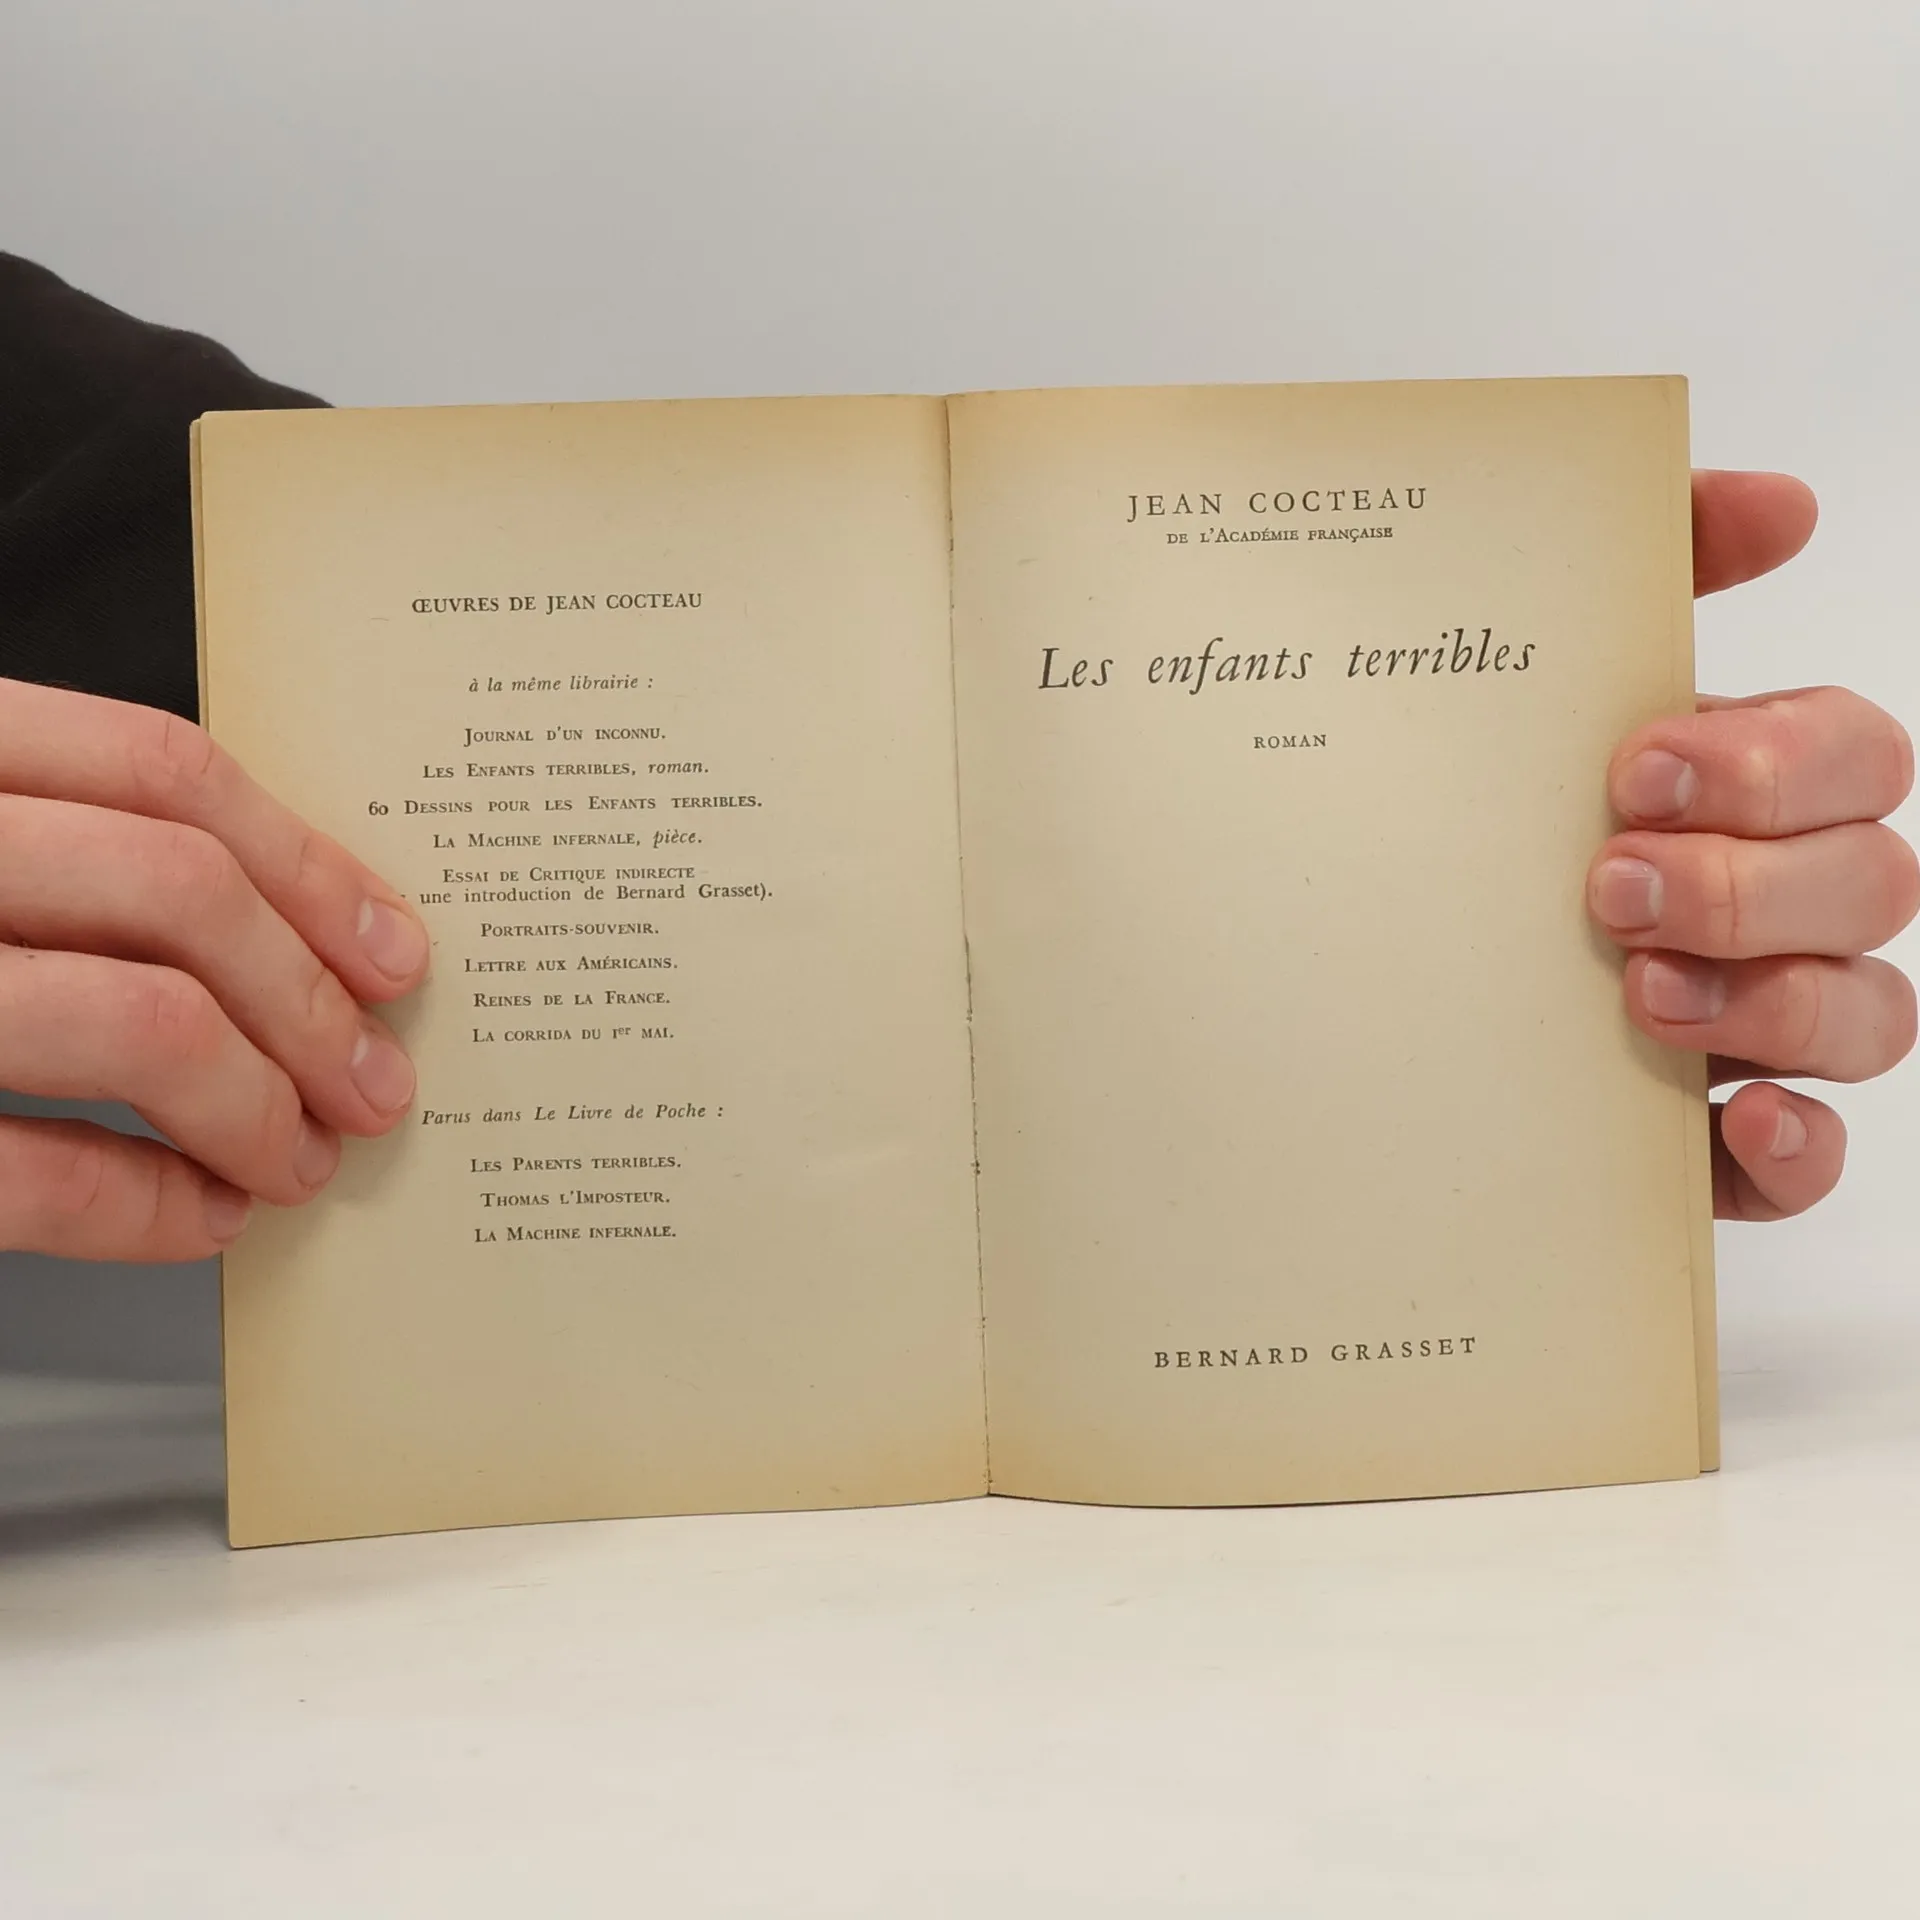 ŒUVRES DE JEAN COCTEAU
à la même librairie :
JOURNAL D'UN INCONNU.
LES ENFANTS TERRIBLES, roman.
60 DESSINS POUR LES ENFANTS TERRIBLES.
LA MACHINE INFERNALE, pièce.
ESSAI DE CRITIQUE INDIRECTE
une introduction de Bernard Grasset).
PORTRAITS-SOUVENIR.
LETTRE AUX AMÉRICAINS.
REINES DE LA FRANCE.
LA CORRIDA DU 1er MAI.
Parus dans Le Livre de Poche :
LES PARENTS TERRIBLES.
THOMAS L'IMPOSTEUR.
LA MACHINE INFERNALE.
JEAN COCTEAU
DE L'ACADÉMIE FRANÇAISE
Les enfants terribles
ROMAN
BERNARD GRASSET